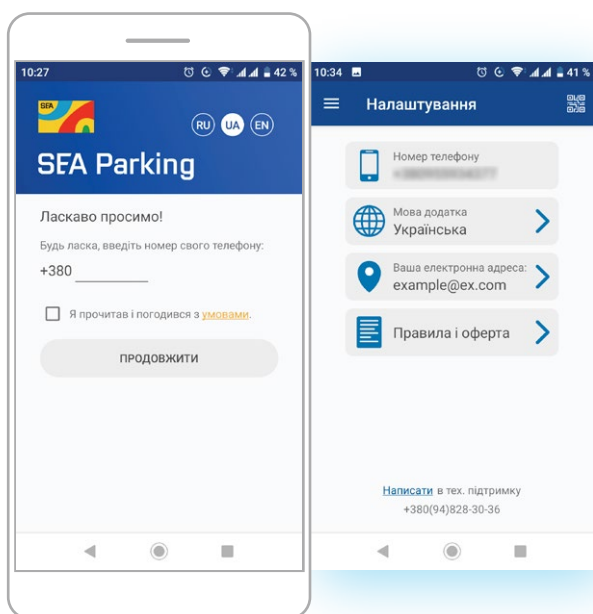 10:27
42 %
SEA
RU UA EN
SEA Parking
Ласкаво просимо!
Будь ласка, введіть номер свого телефону:
+380
Я прочитав і погодився з умовами.
ПРОДОВЖИТИ
10:34
41 %
Налаштування
Номер телефону
Мова додатка
Українська
Ваша електронна адреса:
example@ex.com
Правила і оферта
Написати в тех. підтримку
+380(94)828-30-36